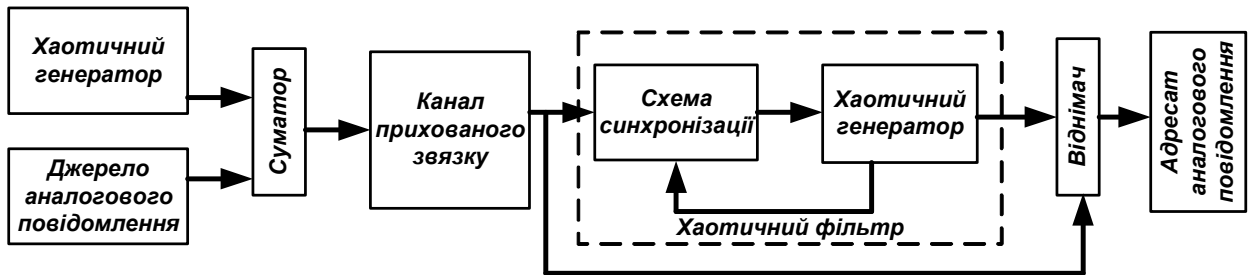 Хаотичний
генератор
Джерело
аналогового
повідомлення
Суматор
Канал
прихованого
звязку
Схема
синхронізації
Хаотичний
генератор
Хаотичний фільтр
Віднімач
Адресат
аналогового
повідомлення